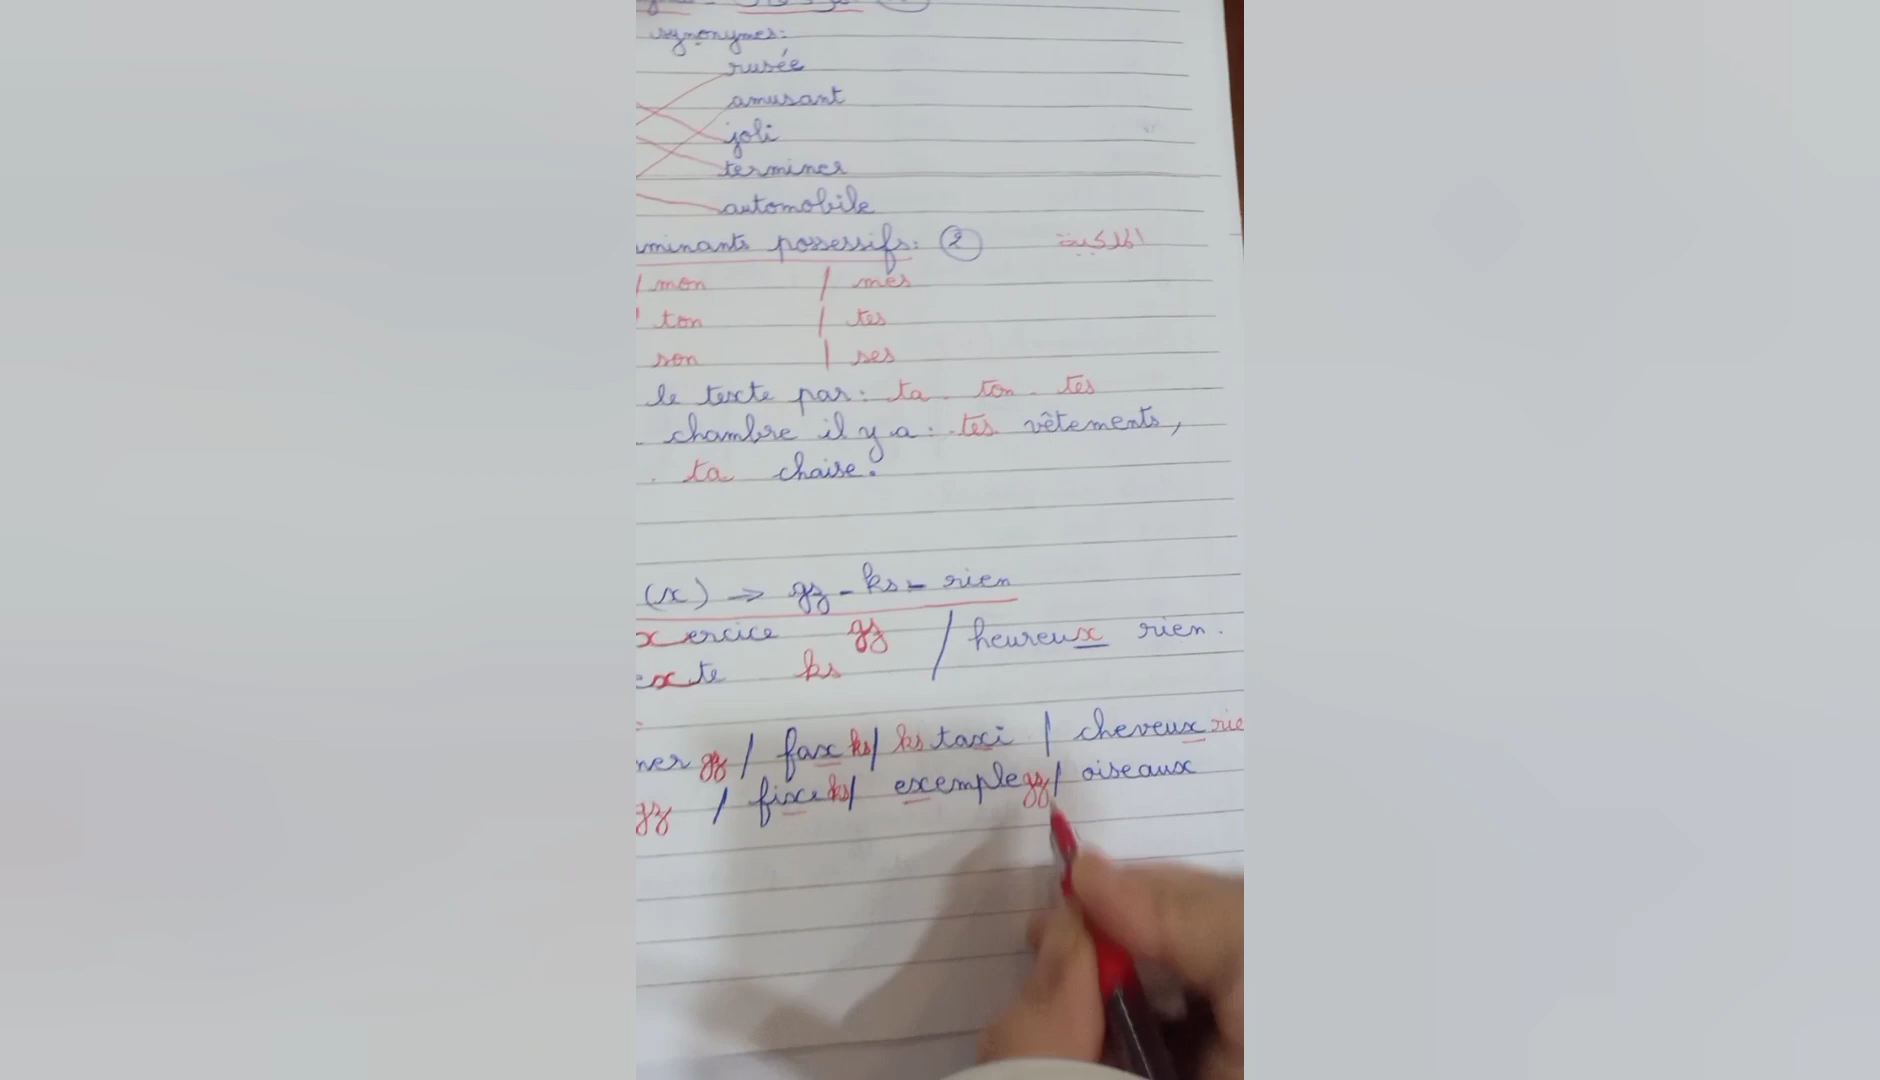 synonymes:
rusée
amusant
joli
terminer
automobile
minants possessifs: 2 الملكية
/ mon / mes
/ ton / tes
son / ses
le texte par: ta - ton - tes
chambre il y a: tes vêtements,
ta chaise.
(x) → gz - ks - rien
xercice gz / heureux rien.
exte ks
ner gz / fax ks / ks taxi / cheveux rie
gz / fixe ks / exemple gz / oiseaux